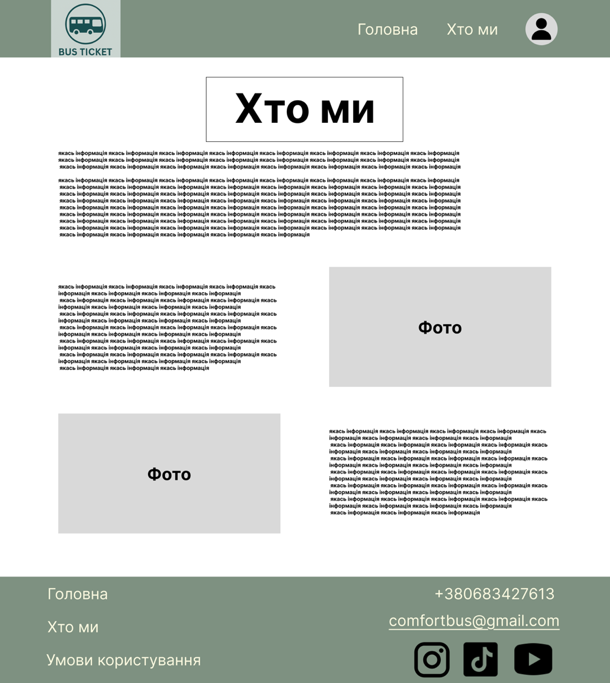 BUS TICKET
Головна
Хто ми
Хто ми
якась інформація якась інформація якась інформація якась інформація якась інформація якась інформація якась інформація якась інформація
якась інформація якась інформація якась інформація якась інформація якась інформація якась інформація якась інформація якась інформація
якась інформація якась інформація якась інформація якась інформація якась інформація якась інформація якась інформація якась інформація
якась інформація якась інформація якась інформація якась інформація якась інформація якась інформація якась інформація якась інформація
якась інформація якась інформація якась інформація якась інформація якась інформація якась інформація якась інформація якась інформація
якась інформація якась інформація якась інформація якась інформація якась інформація якась інформація якась інформація якась інформація
якась інформація якась інформація якась інформація якась інформація якась інформація якась інформація якась інформація якась інформація
якась інформація якась інформація якась інформація якась інформація якась інформація якась інформація якась інформація якась інформація
якась інформація якась інформація якась інформація якась інформація якась інформація якась інформація якась інформація якась інформація
якась інформація якась інформація якась інформація якась інформація якась інформація якась інформація якась інформація якась інформація
якась інформація якась інформація якась інформація якась інформація якась інформація якась інформація якась інформація якась інформація
якась інформація якась інформація якась інформація якась інформація якась інформація
якась інформація якась інформація якась інформація якась інформація якась
інформація якась інформація якась інформація якась інформація
якась інформація якась інформація якась інформація якась інформація якась
інформація якась інформація якась інформація якась інформація
якась інформація якась інформація якась інформація якась інформація якась
інформація якась інформація якась інформація якась інформація
якась інформація якась інформація якась інформація якась інформація якась
інформація якась інформація якась інформація якась інформація
якась інформація якась інформація якась інформація якась інформація якась
інформація якась інформація якась інформація якась інформація
якась інформація якась інформація якась інформація якась інформація якась
інформація якась інформація якась інформація якась інформація
якась інформація якась інформація якась інформація
Фото
Фото
якась інформація якась інформація якась інформація якась інформація якась
інформація якась інформація якась інформація якась інформація
якась інформація якась інформація якась інформація якась інформація якась
інформація якась інформація якась інформація якась інформація
якась інформація якась інформація якась інформація якась інформація якась
інформація якась інформація якась інформація якась інформація
якась інформація якась інформація якась інформація якась інформація якась
інформація якась інформація якась інформація якась інформація
якась інформація якась інформація якась інформація якась інформація якась
інформація якась інформація якась інформація якась інформація
якась інформація якась інформація якась інформація якась інформація якась
інформація якась інформація якась інформація якась інформація
якась інформація якась інформація якась інформація
Головна
Хто ми
Умови користування
+380683427613
comfortbus@gmail.com